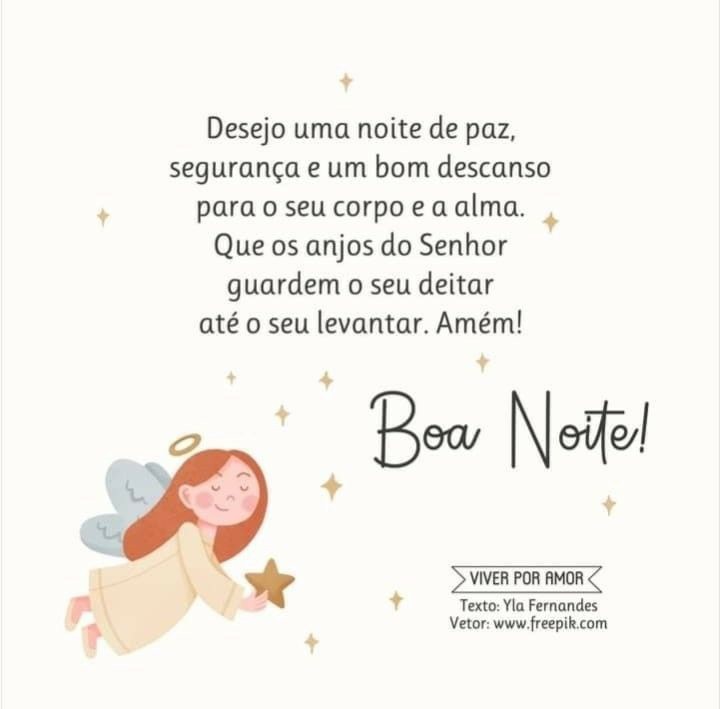 Desejo uma noite de paz,
segurança e um bom descanso
para o seu corpo e a alma.
Que os anjos do Senhor
guardem o seu deitar
até o seu levantar. Amém!
Boa Noite!
VIVER POR AMOR
Texto: Yla Fernandes
Vetor: www.freepik.com